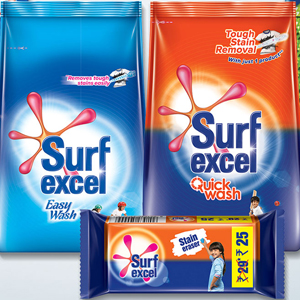 Removes tough
stains easily
Surf
excel
Easy
Wash
Tough
Stain
Removal
With just 1 product
Surf
excel
Quick
wash
Surf
excel
Stain
eraser
₹ 29 ₹ 25